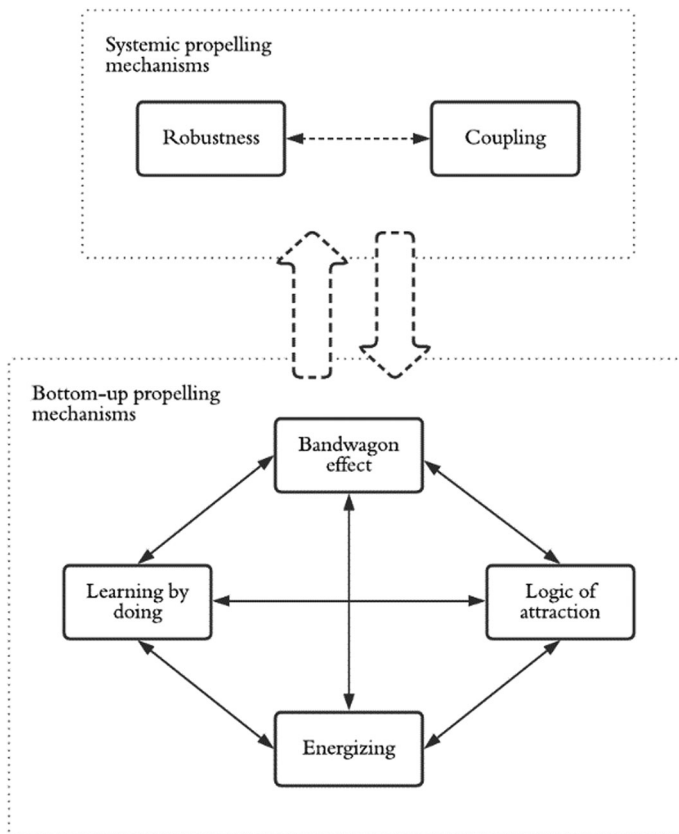 Systemic propelling
mechanisms
Robustness
Coupling
Bottom-up propelling
mechanisms
Bandwagon
effect
Learning by
doing
Logic of
attraction
Energizing